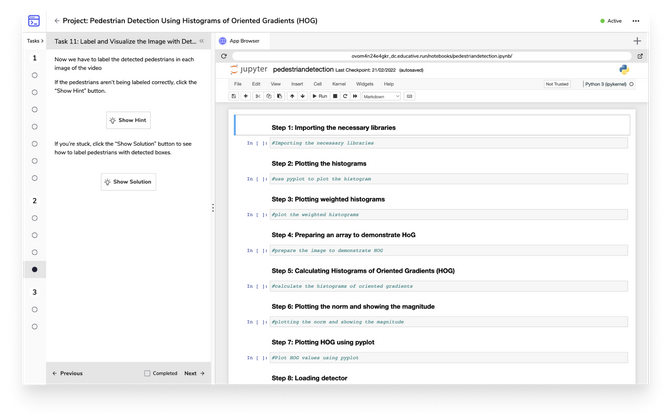 ← Project: Pedestrian Detection Using Histograms of Oriented Gradients (HOG)
Active
Tasks
Task 11: Label and Visualize the Image with Det...
App Browser
Now we have to label the detected pedestrians in each
image of the video
If the pedestrians aren't being labeled correctly, click the
"Show Hint" button.
Show Hint
If you're stuck, click the "Show Solution" button to see
how to label pedestrians with detected boxes.
Show Solution
1
2
3
← Previous
Completed
Next →
ovom4n24e4gkr_dc.educative.run/notebooks/pedestriandetection.ipynb/
jupyter pedestriandetection Last Checkpoint: 21/02/2022 (autosaved)
File Edit View Insert Cell Kernel Widgets Help
Not Trusted
Python 3 (ipykernel)
Run
Markdown
Step 1: Importing the necessary libraries
In [ ]: #Importing the necessary libraries
Step 2: Plotting the histograms
In [ ]: #use pyplot to plot the histogram
Step 3: Plotting weighted histograms
In [ ]: #plot the weighted histograms
Step 4: Preparing an array to demonstrate HoG
In [ ]: #prepare the image to demonstrate HOG
Step 5: Calculating Histograms of Oriented Gradients (HOG)
In [ ]: #calculate the histograms of oriented gradients
Step 6: Plotting the norm and showing the magnitude
In [ ]: #plotting the norm and showing the magnitude
Step 7: Plotting HOG using pyplot
In [ ]: #Plot HOG values using pyplot
Step 8: Loading detector